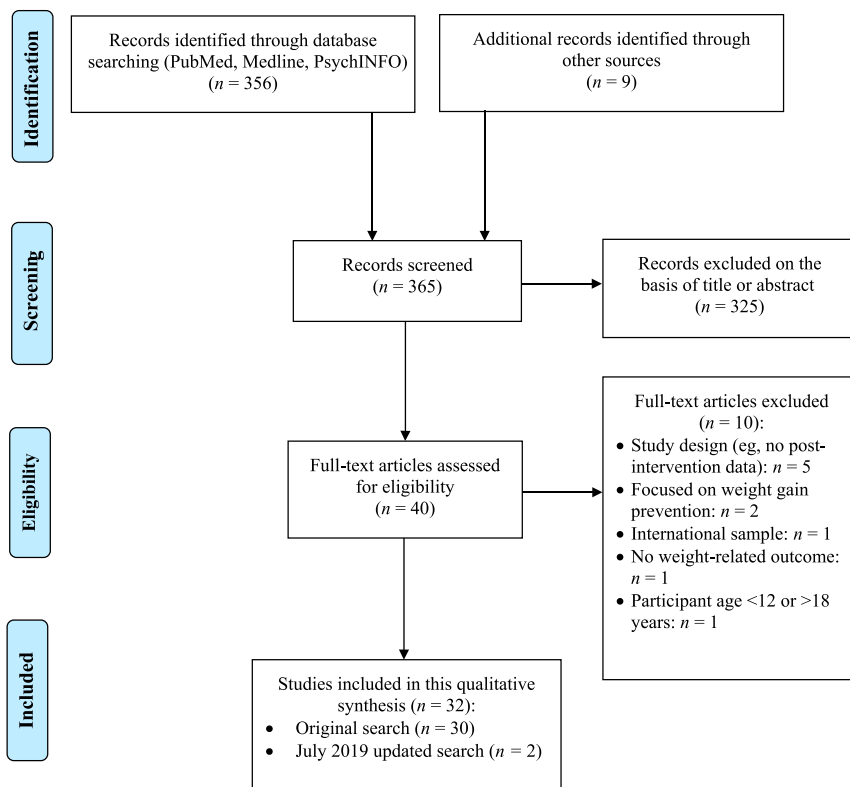 Identification
Records identified through database
searching (PubMed, Medline, PsychINFO)
(n = 356)
Additional records identified through
other sources
(n = 9)
Screening
Records screened
(n = 365)
Records excluded on the
basis of title or abstract
(n = 325)
Eligibility
Full-text articles assessed
for eligibility
(n = 40)
Full-text articles excluded
(n = 10):
• Study design (eg, no post-
intervention data): n = 5
• Focused on weight gain
prevention: n = 2
• International sample: n = 1
• No weight-related outcome:
n = 1
• Participant age <12 or >18
years: n = 1
Included
Studies included in this qualitative
synthesis (n = 32):
• Original search (n = 30)
• July 2019 updated search (n = 2)